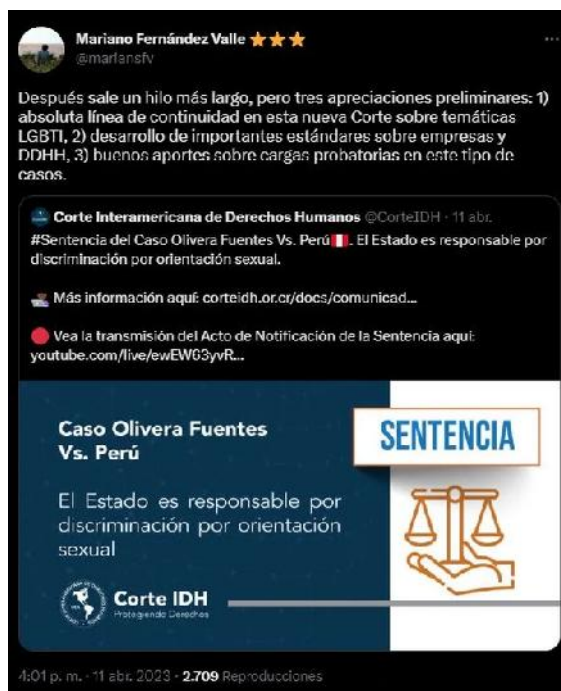 Mariano Fernández Valle
@mariansfv
Después sale un hilo más largo, pero tres apreciaciones preliminares: 1)
absoluta línea de continuidad en esta nueva Corte sobre temáticas
LGBTI, 2) desarrollo de importantes estándares sobre empresas y
DDHH, 3) buenos aportes sobre cargas probatorias en este tipo de
casos.
Corte Interamericana de Derechos Humanos @CorteIDH · 11 abr.
#Sentencia del Caso Olivera Fuentes Vs. Perú🇵🇪. El Estado es responsable por
discriminación por orientación sexual.
Más información aquí: corteidh.or.cr/docs/comunicad...
🔴 Vea la transmisión del Acto de Notificación de la Sentencia aquí:
youtube.com/live/ewEW63yvR...
Caso Olivera Fuentes
Vs. Perú
SENTENCIA
El Estado es responsable por
discriminación por orientación
sexual
Corte IDH
Protegiendo Derechos
4:01 p. m. · 11 abr. 2023 · 2.709 Reproducciones